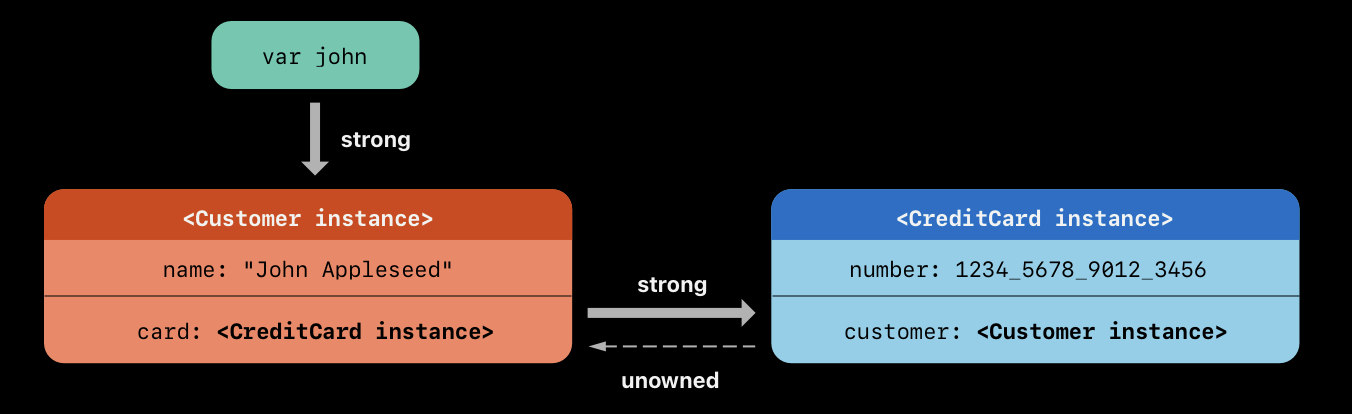 var john
strong
<Customer instance>
name: "John Appleseed"
card: <CreditCard instance>
strong
unowned
<CreditCard instance>
number: 1234_5678_9012_3456
customer: <Customer instance>